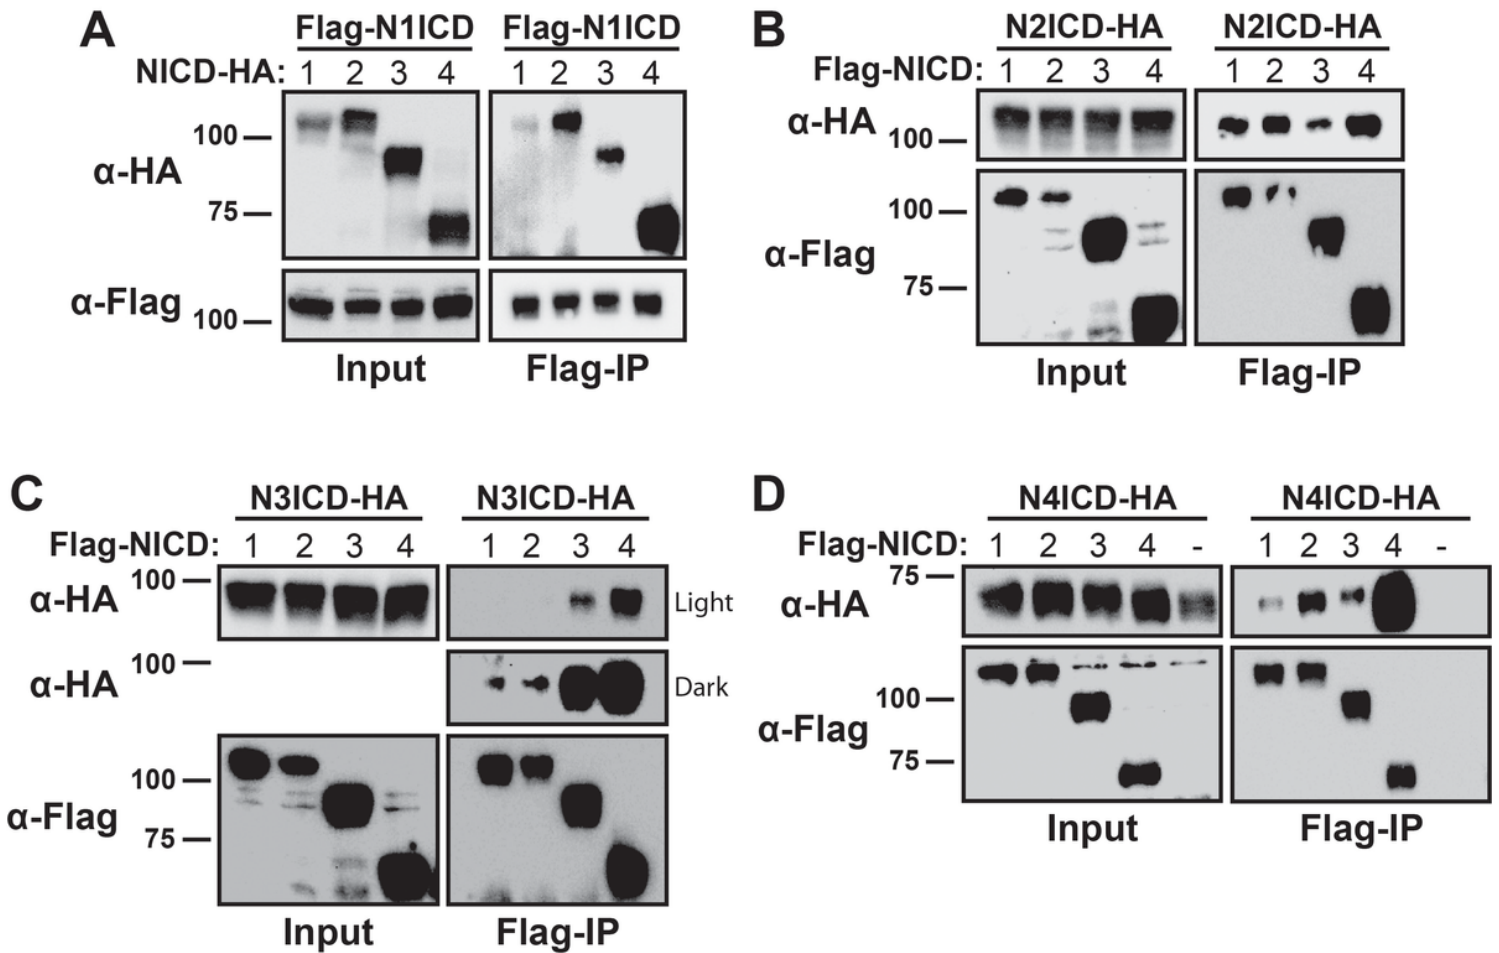 A
Flag-N1ICD Flag-N1ICD
NICD-HA: 1 2 3 4 1 2 3 4
100
α-HA
75
α-Flag
100
Input Flag-IP
B
N2ICD-HA N2ICD-HA
Flag-NICD: 1 2 3 4 1 2 3 4
α-HA
100
100
α-Flag
75
Input Flag-IP
C
N3ICD-HA N3ICD-HA
Flag-NICD: 1 2 3 4 1 2 3 4
100
α-HA Light
100
α-HA Dark
100
α-Flag
75
Input Flag-IP
D
N4ICD-HA N4ICD-HA
Flag-NICD: 1 2 3 4 - 1 2 3 4 -
75
α-HA
100
α-Flag
75
Input Flag-IP